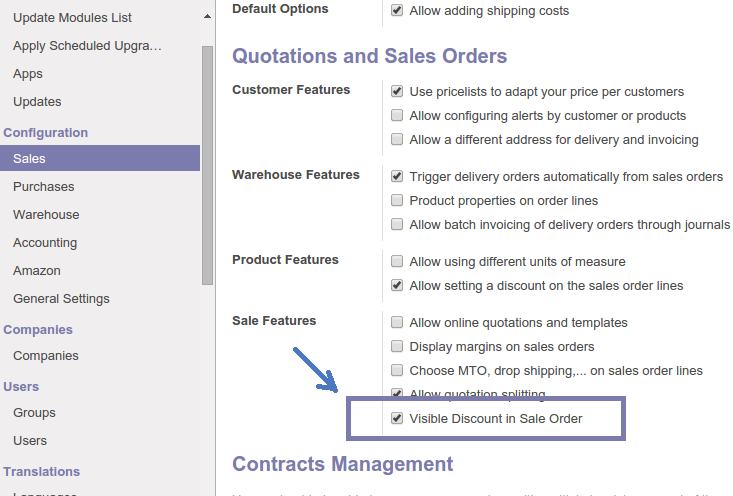 Update Modules List
Apply Scheduled Upgra...
Apps
Updates
Configuration
Sales
Purchases
Warehouse
Accounting
Amazon
General Settings
Companies
Companies
Users
Groups
Users
Translations
Languages
Default Options
Allow adding shipping costs
Quotations and Sales Orders
Customer Features
Use pricelists to adapt your price per customers
Allow configuring alerts by customer or products
Allow a different address for delivery and invoicing
Warehouse Features
Trigger delivery orders automatically from sales orders
Product properties on order lines
Allow batch invoicing of delivery orders through journals
Product Features
Allow using different units of measure
Allow setting a discount on the sales order lines
Sale Features
Allow online quotations and templates
Display margins on sales orders
Choose MTO, drop shipping,... on sales order lines
Allow quotation splitting
Visible Discount in Sale Order
Contracts Management